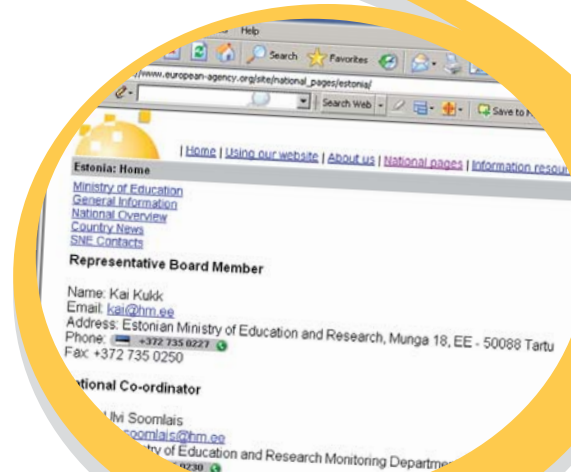 Help
Search Favorites
/www.european-agency.org/site/national_pages/estonia/
Search Web Save to
| Home | Using our website | About us | National pages | Information
Estonia: Home
Ministry of Education
General Information
National Overview
Country News
SNE Contacts
Representative Board Member
Name: Kai Kukk
Email: kai@hm.ee
Address: Estonian Ministry of Education and Research, Munga 18, EE - 50088 Tartu
Phone: +372 735 0227
Fax: +372 735 0250
Co-ordinator
Ulvi Soomlais
soomlais@hm.ee
of Education and Research Monitoring
0230